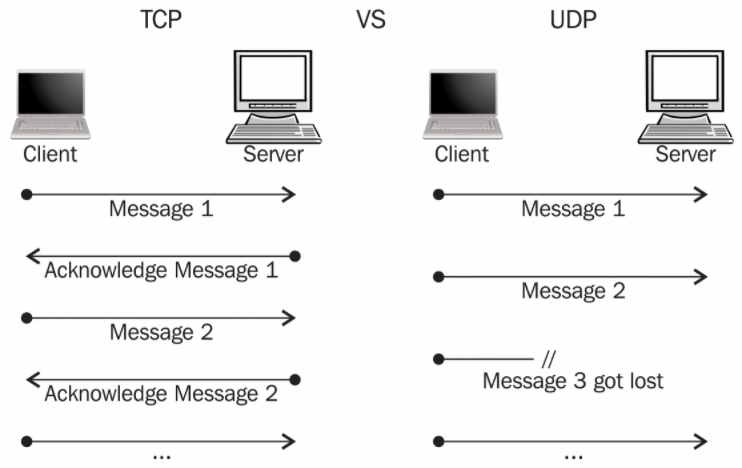 TCP VS UDP
Client Server Client Server
Message 1
Acknowledge Message 1
Message 2
Acknowledge Message 2
...
Message 1
Message 2
//
Message 3 got lost
...